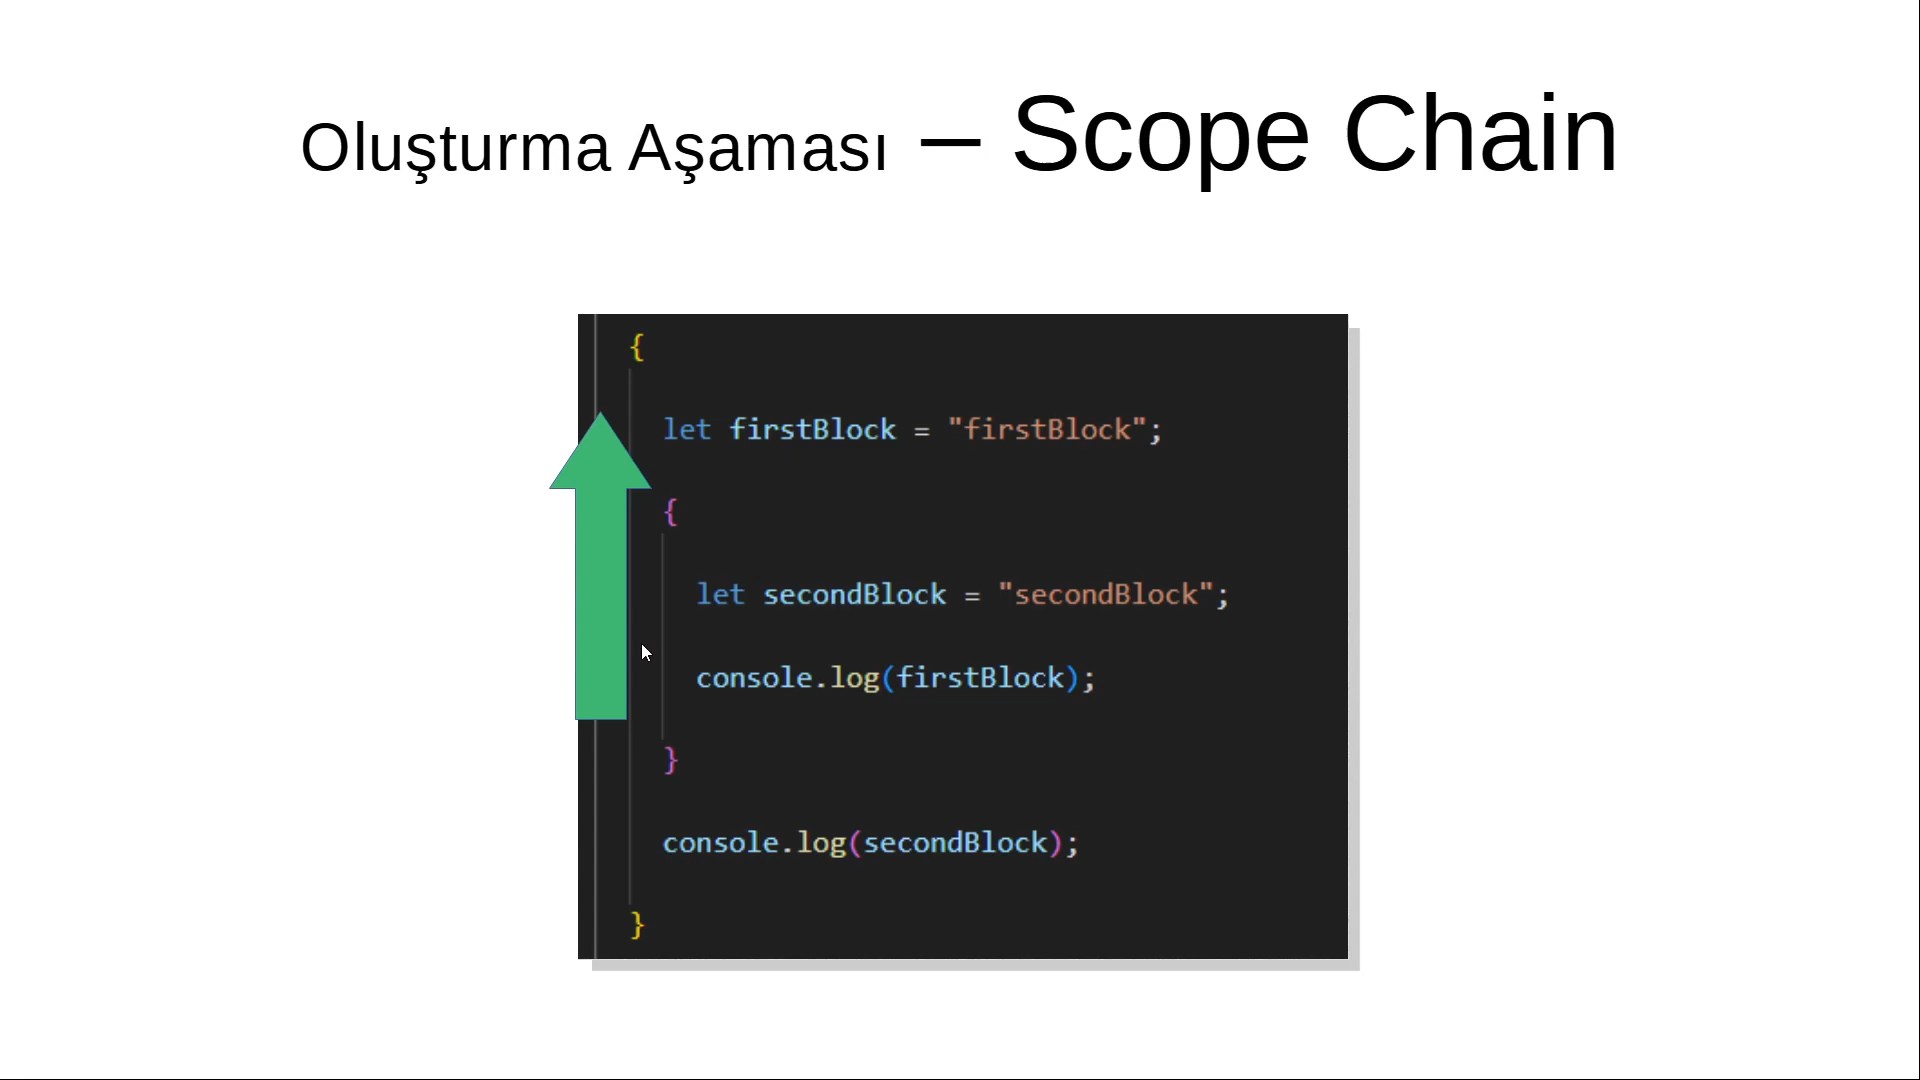 Oluşturma Aşaması – Scope Chain
{
let firstBlock = "firstBlock";
{
let secondBlock = "secondBlock";
console.log(firstBlock);
}
console.log(secondBlock);
}